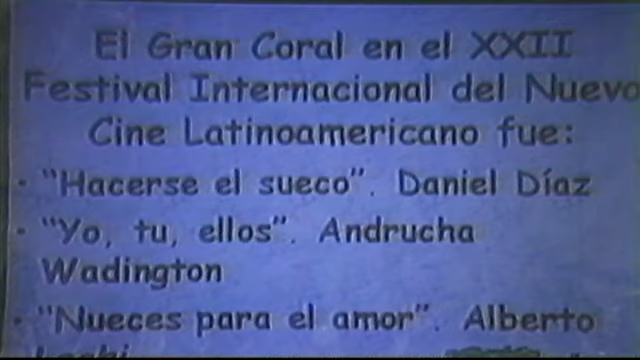 El Gran Coral en el XXII
Festival Internacional del Nuevo
Cine Latinoamericano fue:
· "Hacerse el sueco". Daniel Díaz
· "Yo, tu, ellos". Andrucha
Wadington
· "Nueces para el amor". Alberto